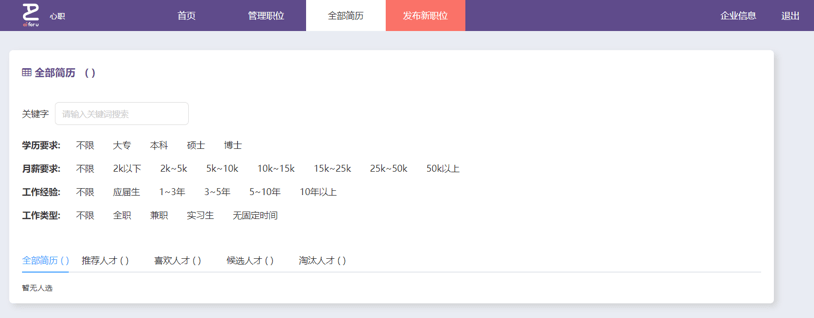 心职 首页 管理职位 全部简历 发布新职位 企业信息 退出
ai for u
全部简历 ( )
关键字 请输入关键词搜索
学历要求: 不限 大专 本科 硕士 博士
月薪要求: 不限 2k以下 2k~5k 5k~10k 10k~15k 15k~25k 25k~50k 50k以上
工作经验: 不限 应届生 1~3年 3~5年 5~10年 10年以上
工作类型: 不限 全职 兼职 实习生 无固定时间
全部简历 ( ) 推荐人才 ( ) 喜欢人才 ( ) 候选人才 ( ) 淘汰人才 ( )
暂无人选